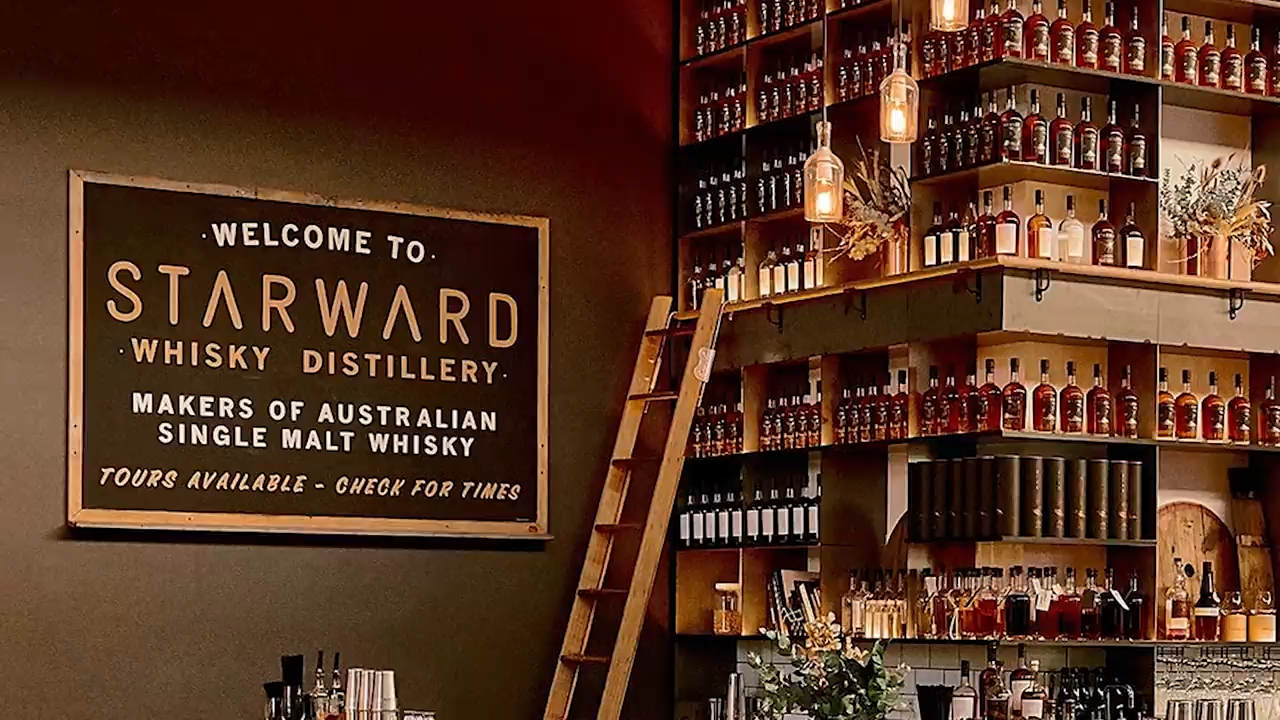 ·WELCOME TO·
STARWARD
·WHISKY DISTILLERY·
MAKERS OF AUSTRALIAN
SINGLE MALT WHISKY
TOURS AVAILABLE - CHECK FOR TIMES